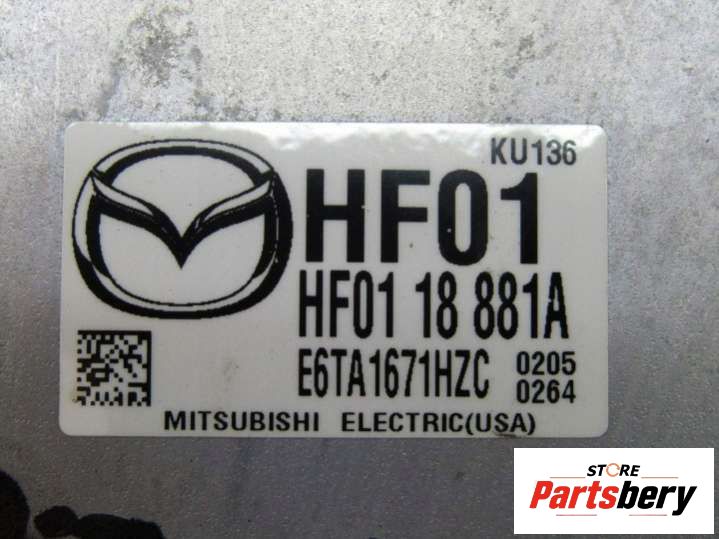 KU136
HF01
HF01 18 881A
E6TA1671HZC 0205
0264
MITSUBISHI ELECTRIC(USA)
STORE
Partsbery